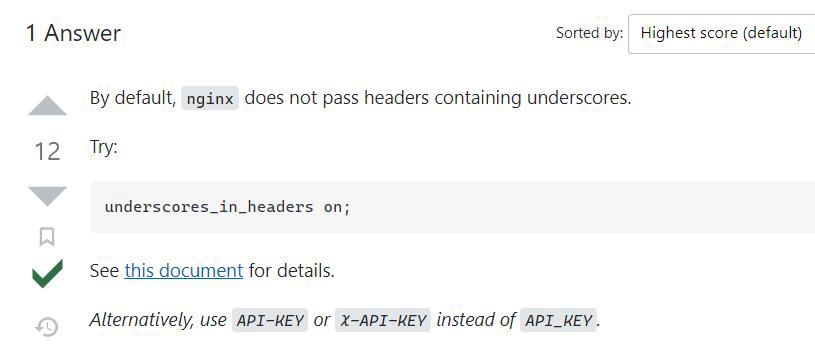 1 Answer
Sorted by: Highest score (default)
By default, nginx does not pass headers containing underscores.
12
Try:
underscores_in_headers on;
See this document for details.
Alternatively, use API-KEY or X-API-KEY instead of API_KEY.